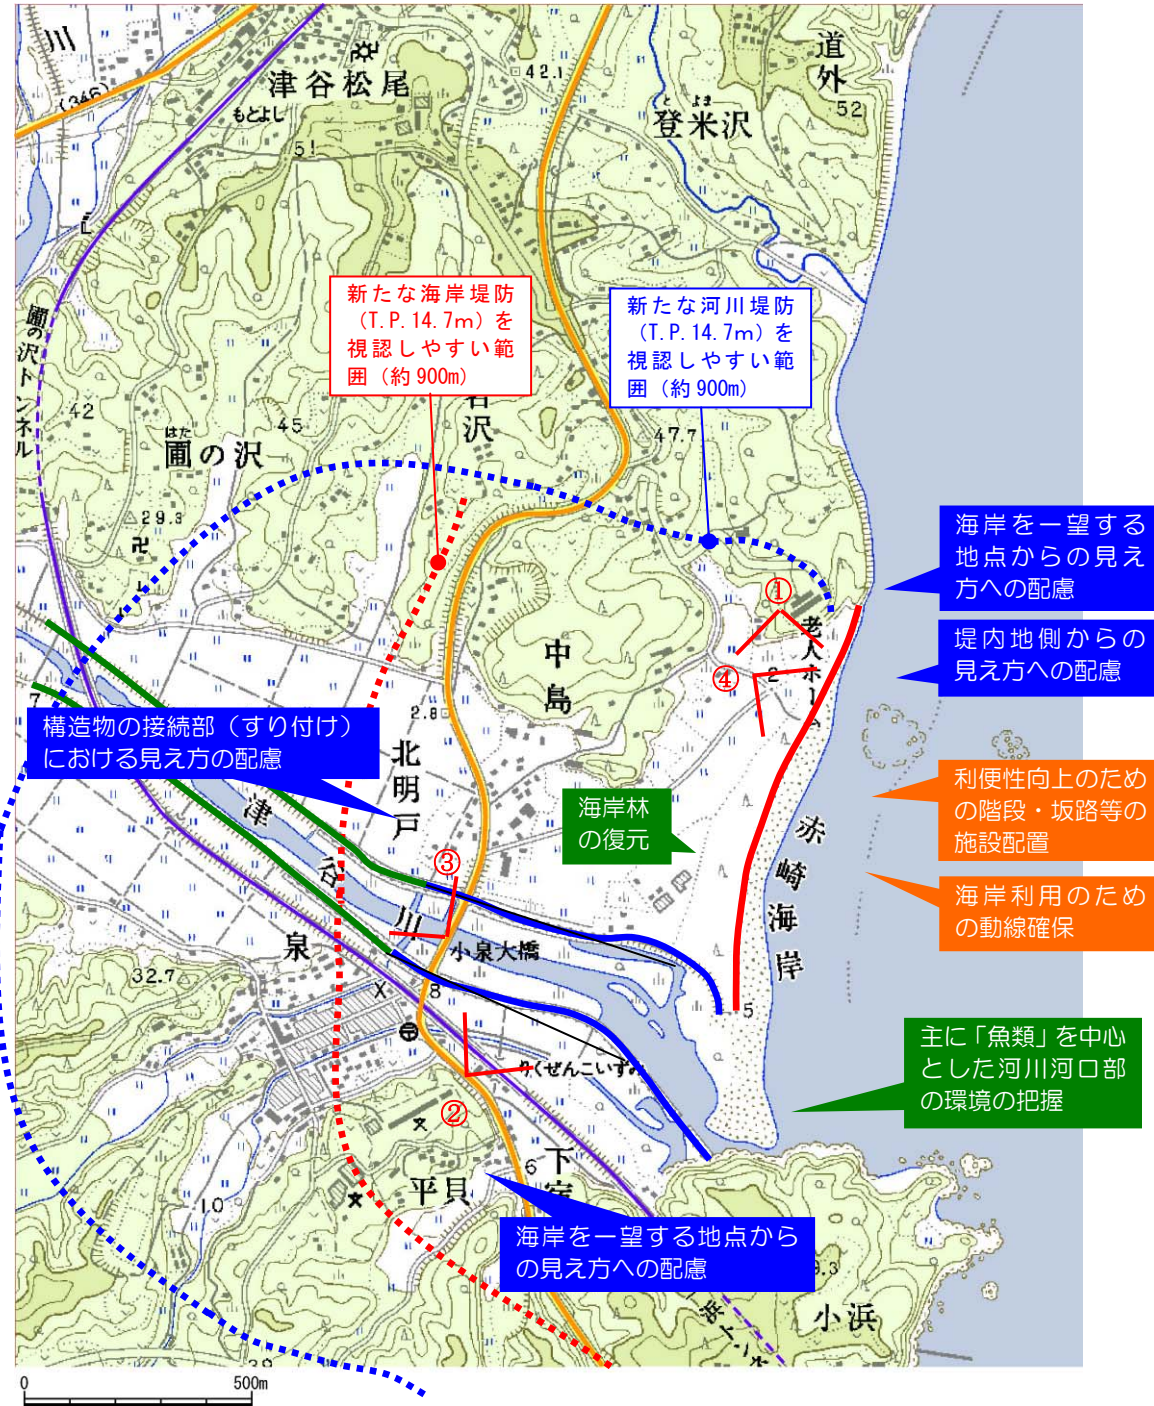 川
(346)
津谷松尾
もとよし
51
42.1
道外
52
と よま
登米沢
新たな海岸堤防
（T.P.14.7m）を
視認しやすい範
囲（約900m）
新たな河川堤防
（T.P.14.7m）を
視認しやすい範
囲（約900m）
圃の沢トンネル
42
45
はた
圃の沢
沢
47.7
29.3
海岸を一望する
地点からの見え
方への配慮
①
老人ホーム
④
2
堤内地側からの
見え方への配慮
中島
7
2.8
構造物の接続部（すり付け）
における見え方の配慮
北明戸
利便性向上のため
の階段・坂路等の
施設配置
海岸林
の復元
津谷川
赤崎海岸
③
海岸利用のため
の動線確保
泉
小泉大橋
32.7
8
5
主に「魚類」を中心
とした河川河口部
の環境の把握
りくぜんこいずみ
②
6
下宿
平貝
10
海岸を一望する地点から
の見え方への配慮
9.3
小浜
0
500m